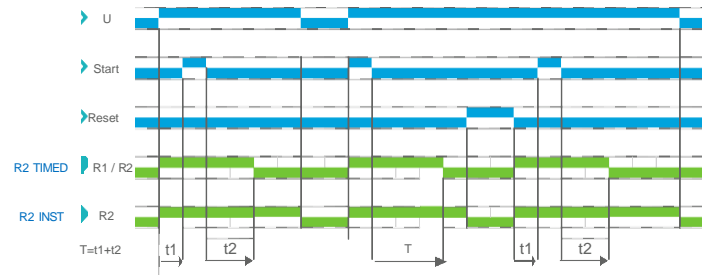 U
Start
Reset
R2 TIMED R1 / R2
R2 INST R2
T=t1+t2 t1 t2 T t1 t2